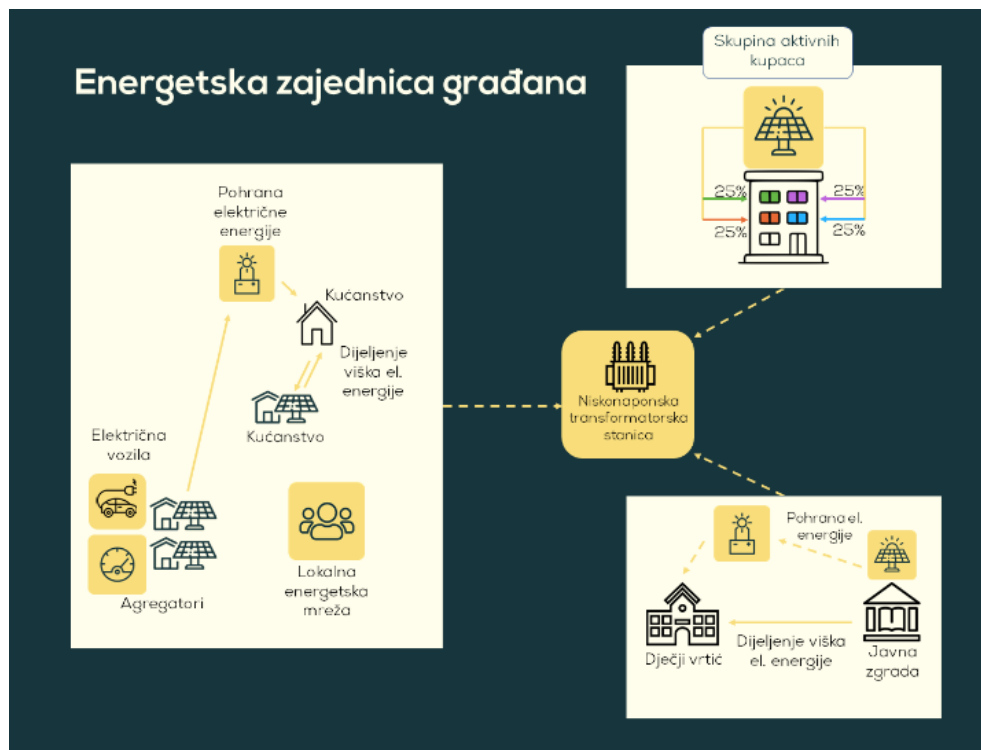 Energetska zajednica građana
Skupina aktivnih
kupaca
25%
25%
25%
25%
Pohrana
električne
energije
Kućanstvo
Dijeljenje
viška el.
energije
Kućanstvo
Električna
vozila
Agregatori
Lokalna
energetska
mreža
Niskonaponska
transformatorska
stanica
Pohrana el.
energije
Dječji vrtić
Dijeljenje viška
el. energije
Javna
zgrada